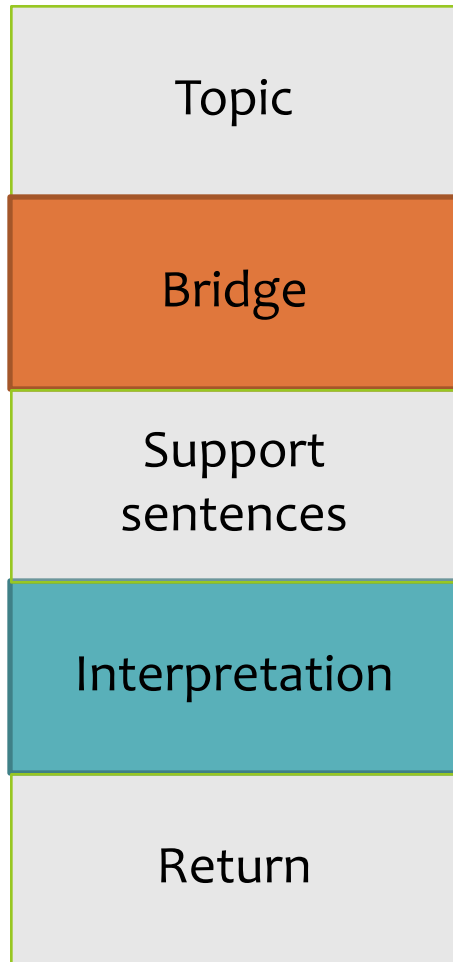 Topic
Bridge
Support
sentences
Interpretation
Return